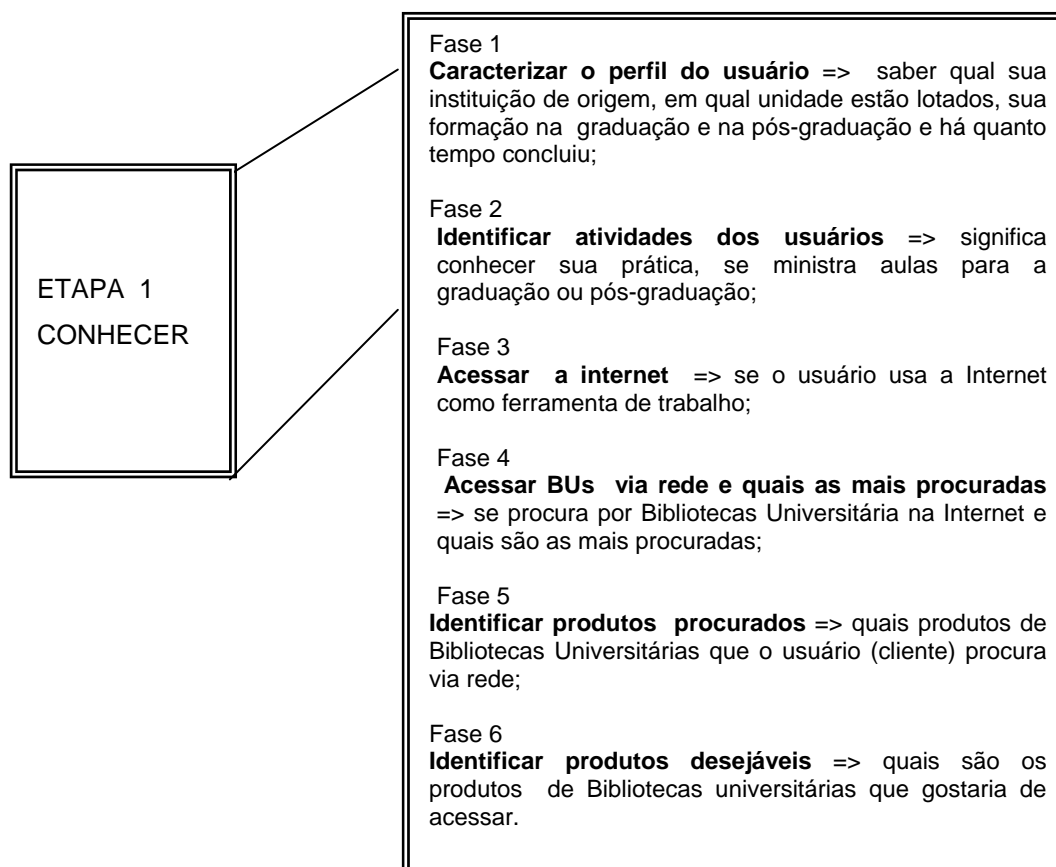 ETAPA 1
CONHECER
Fase 1
Caracterizar o perfil do usuário => saber qual sua
instituição de origem, em qual unidade estão lotados, sua
formação na graduação e na pós-graduação e há quanto
tempo concluiu;
Fase 2
Identificar atividades dos usuários => significa
conhecer sua prática, se ministra aulas para a
graduação ou pós-graduação;
Fase 3
Acessar a internet => se o usuário usa a Internet
como ferramenta de trabalho;
Fase 4
Acessar BUs via rede e quais as mais procuradas
=> se procura por Bibliotecas Universitária na Internet e
quais são as mais procuradas;
Fase 5
Identificar produtos procurados => quais produtos de
Bibliotecas Universitárias que o usuário (cliente) procura
via rede;
Fase 6
Identificar produtos desejáveis => quais são os
produtos de Bibliotecas universitárias que gostaria de
acessar.